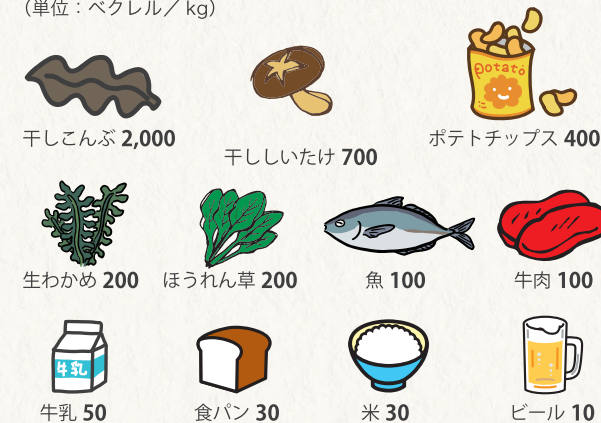 （単位：ベクレル／kg）
potato
干しこんぶ 2,000
ポテトチップス 400
干ししいたけ 700
生わかめ 200
ほうれん草 200
魚 100
牛肉 100
牛乳
牛乳 50
食パン 30
米 30
ビール 10